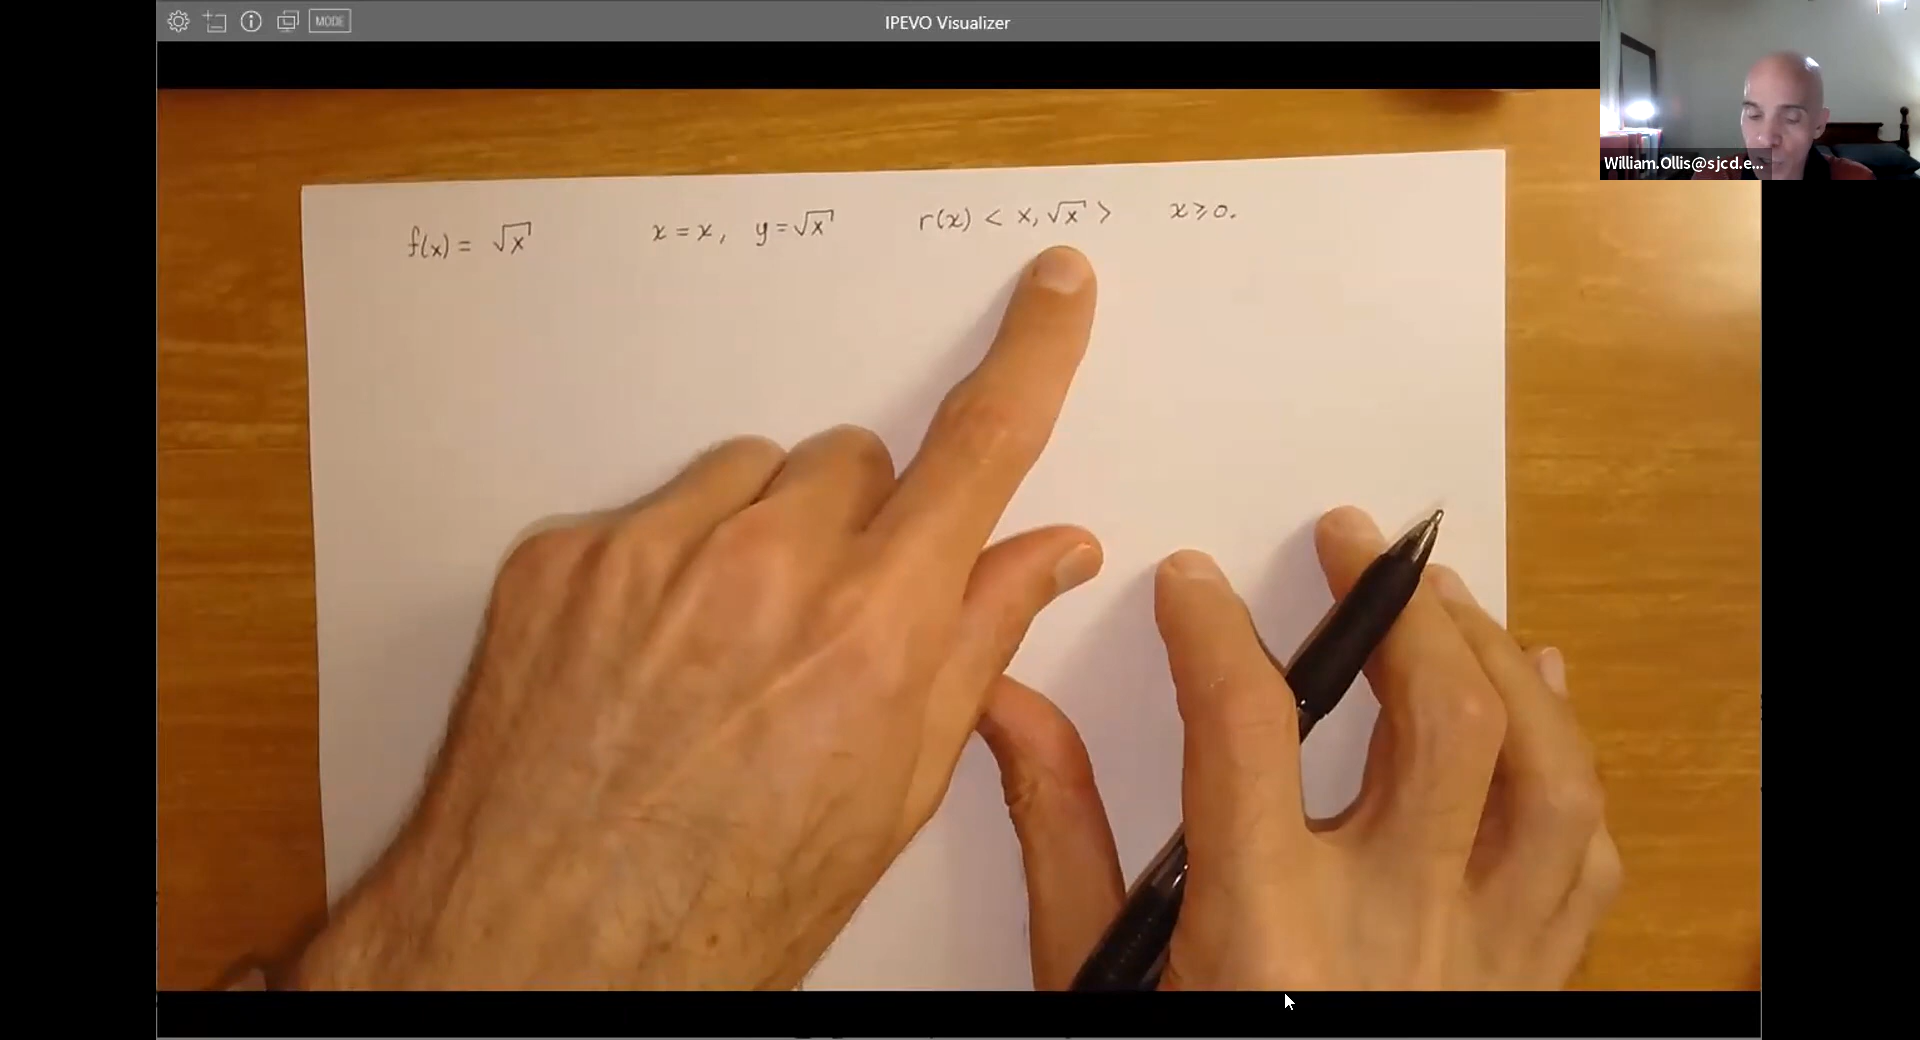 MODE
IPEVO Visualizer
William.Ollis@sjcd.e...
f(x) = √x x = x, y = √x r(x) < x, √x > x ≥ 0.